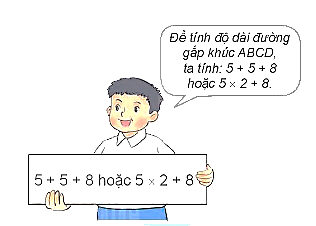 Để tính độ dài đường
gấp khúc ABCD,
ta tính: 5 + 5 + 8
hoặc 5 × 2 + 8.
5 + 5 + 8 hoặc 5 × 2 + 8